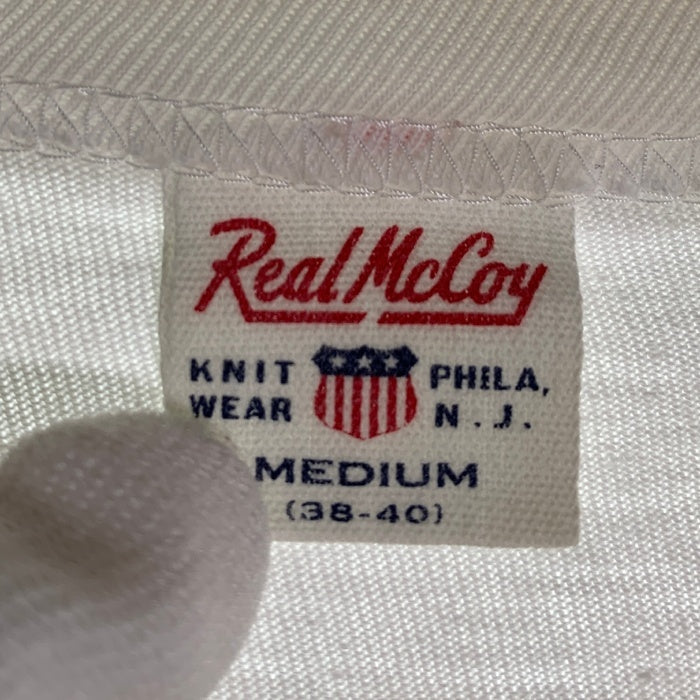 Real McCoy
KNIT WEAR
PHILA, N.J.
MEDIUM
(38-40)